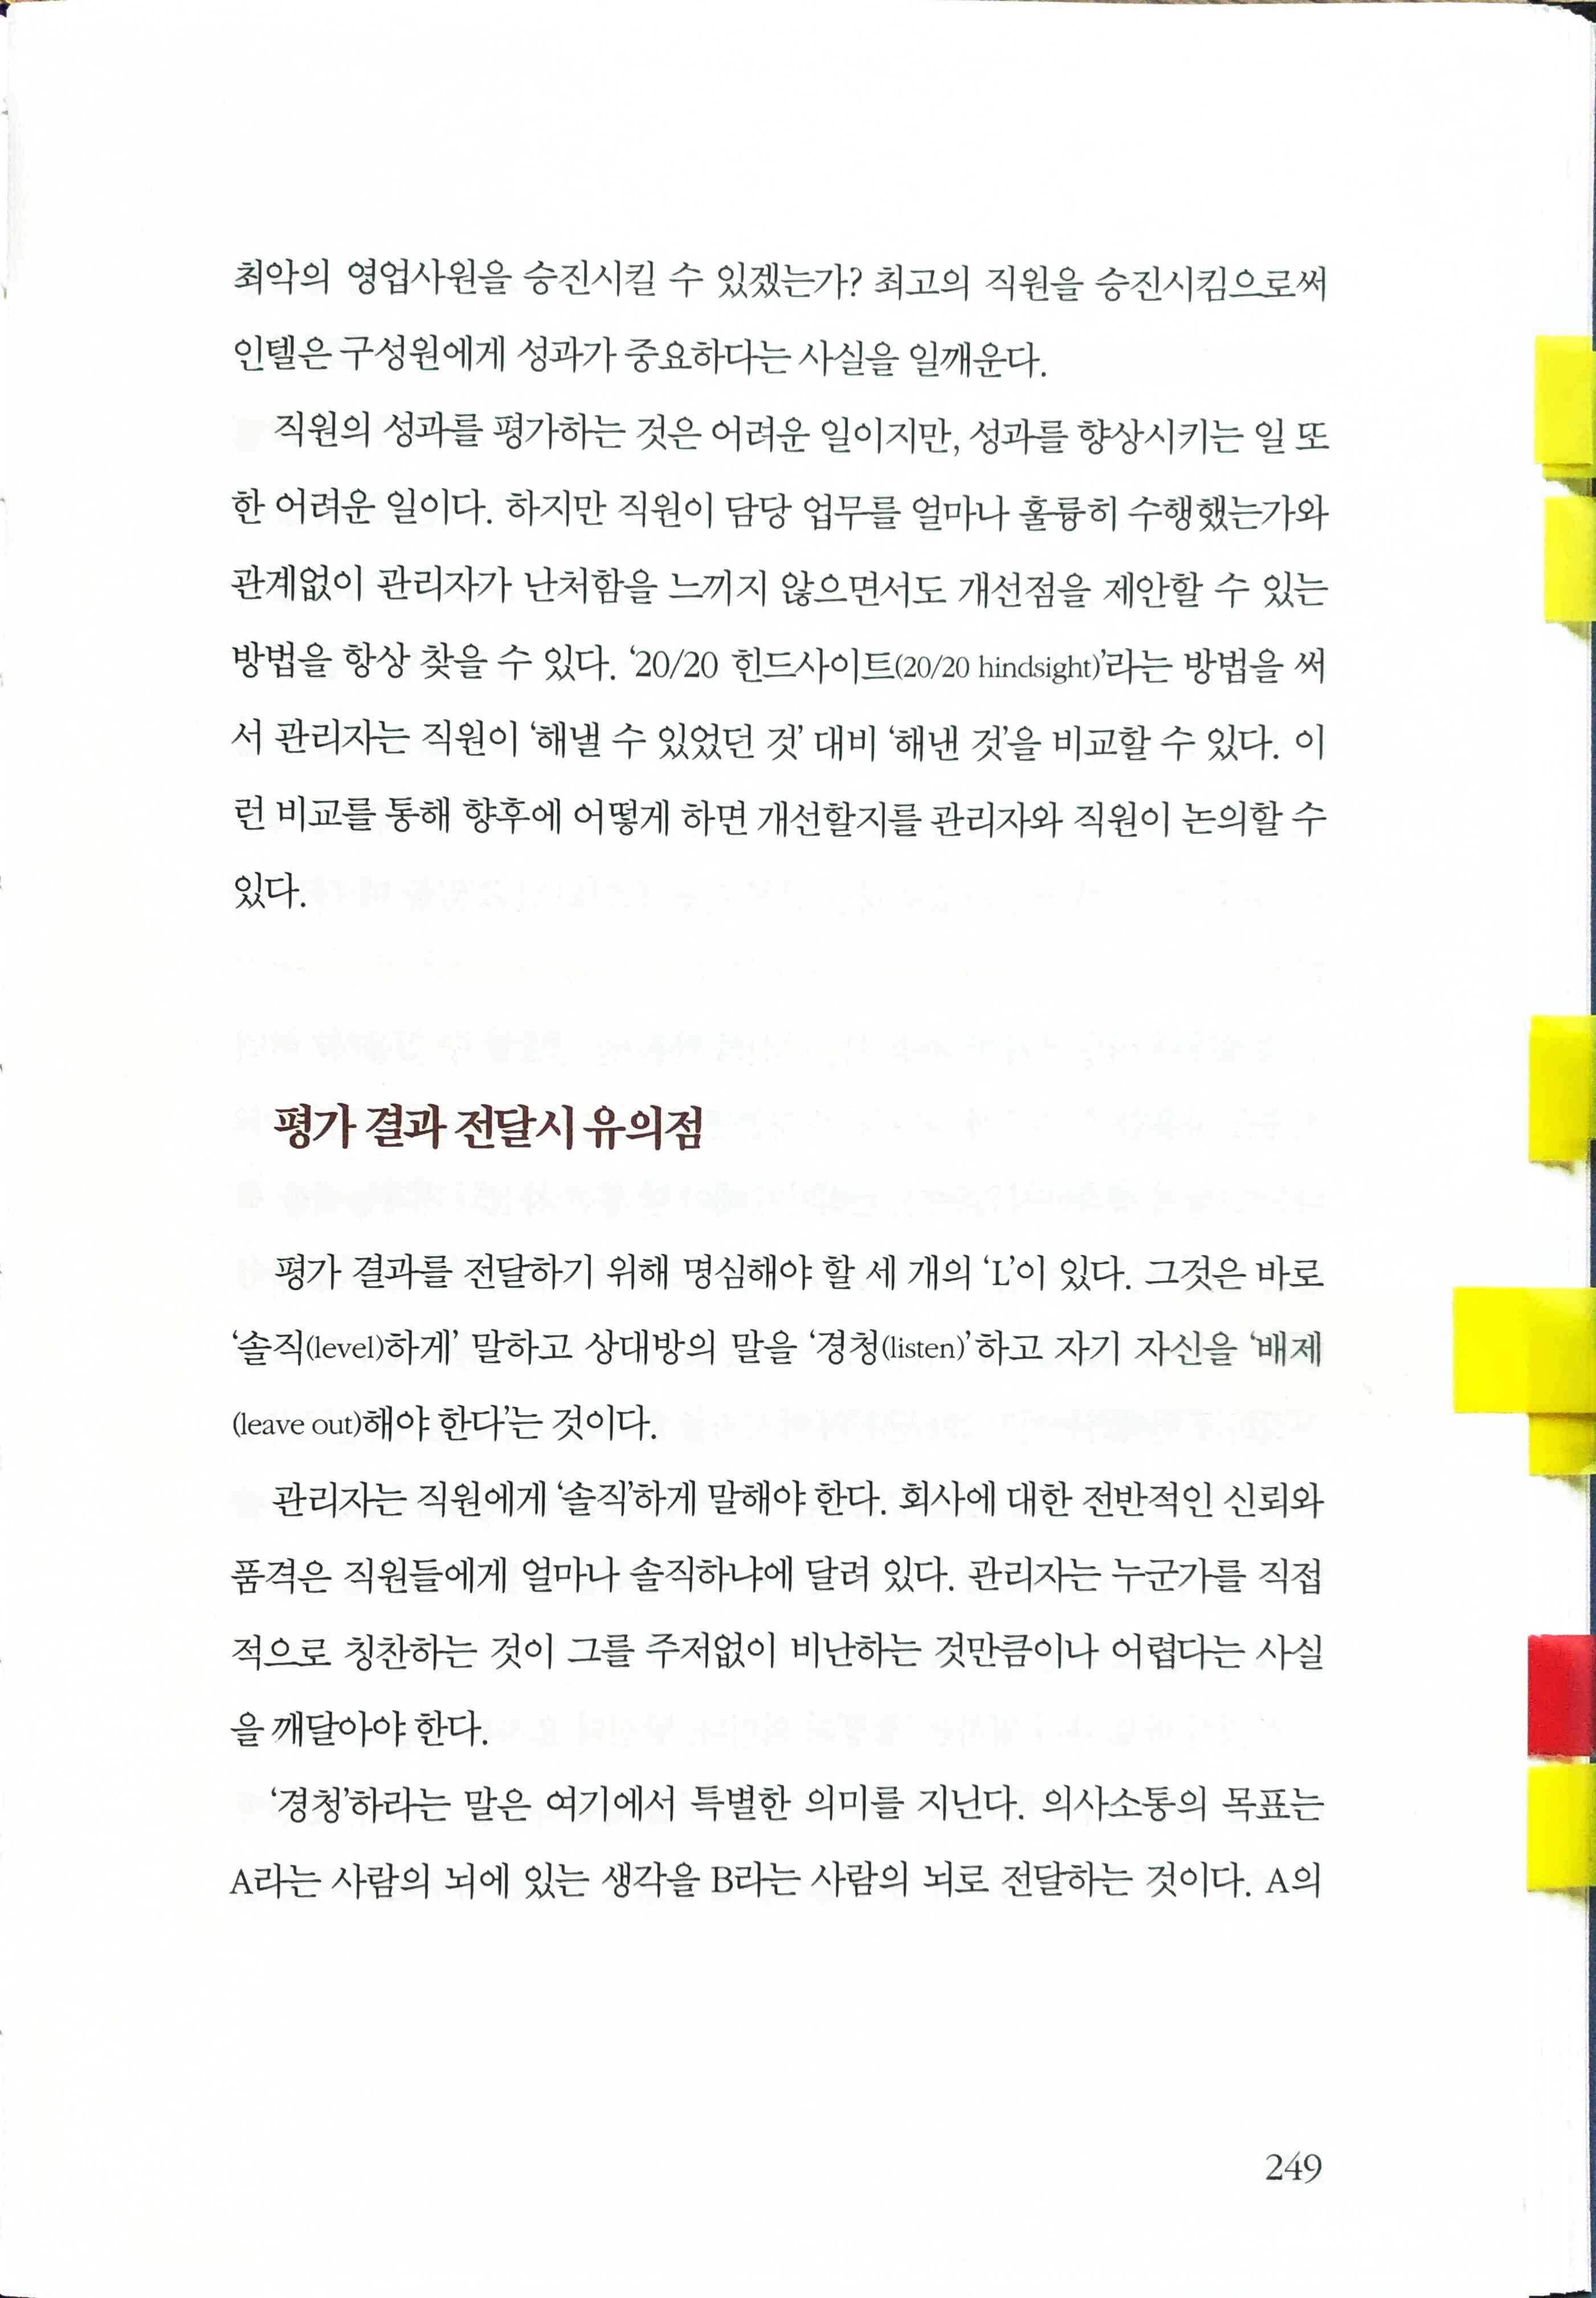 최악의 영업사원을 승진시킬 수 있겠는가? 최고의 직원을 승진시킴으로써
인텔은 구성원에게 성과가 중요하다는 사실을 일깨운다.
직원의 성과를 평가하는 것은 어려운 일이지만, 성과를 향상시키는 일 또
한 어려운 일이다. 하지만 직원이 담당 업무를 얼마나 훌륭히 수행했는가와
관계없이 관리자가 난처함을 느끼지 않으면서도 개선점을 제안할 수 있는
방법을 항상 찾을 수 있다. ‘20/20 힌드사이트(20/20 hindsight)’라는 방법을 써
서 관리자는 직원이 ‘해낼 수 있었던 것’ 대비 ‘해낸 것’을 비교할 수 있다. 이
런 비교를 통해 향후에 어떻게 하면 개선할지를 관리자와 직원이 논의할 수
있다.
평가 결과 전달시 유의점
평가 결과를 전달하기 위해 명심해야 할 세 개의 ‘L’이 있다. 그것은 바로
‘솔직(level)하게’ 말하고 상대방의 말을 ‘경청(listen)’하고 자기 자신을 ‘배제
(leave out)해야 한다’는 것이다.
관리자는 직원에게 ‘솔직’하게 말해야 한다. 회사에 대한 전반적인 신뢰와
품격은 직원들에게 얼마나 솔직하냐에 달려 있다. 관리자는 누군가를 직접
적으로 칭찬하는 것이 그를 주저없이 비난하는 것만큼이나 어렵다는 사실
을 깨달아야 한다.
‘경청’하라는 말은 여기에서 특별한 의미를 지닌다. 의사소통의 목표는
A라는 사람의 뇌에 있는 생각을 B라는 사람의 뇌로 전달하는 것이다. A의
249